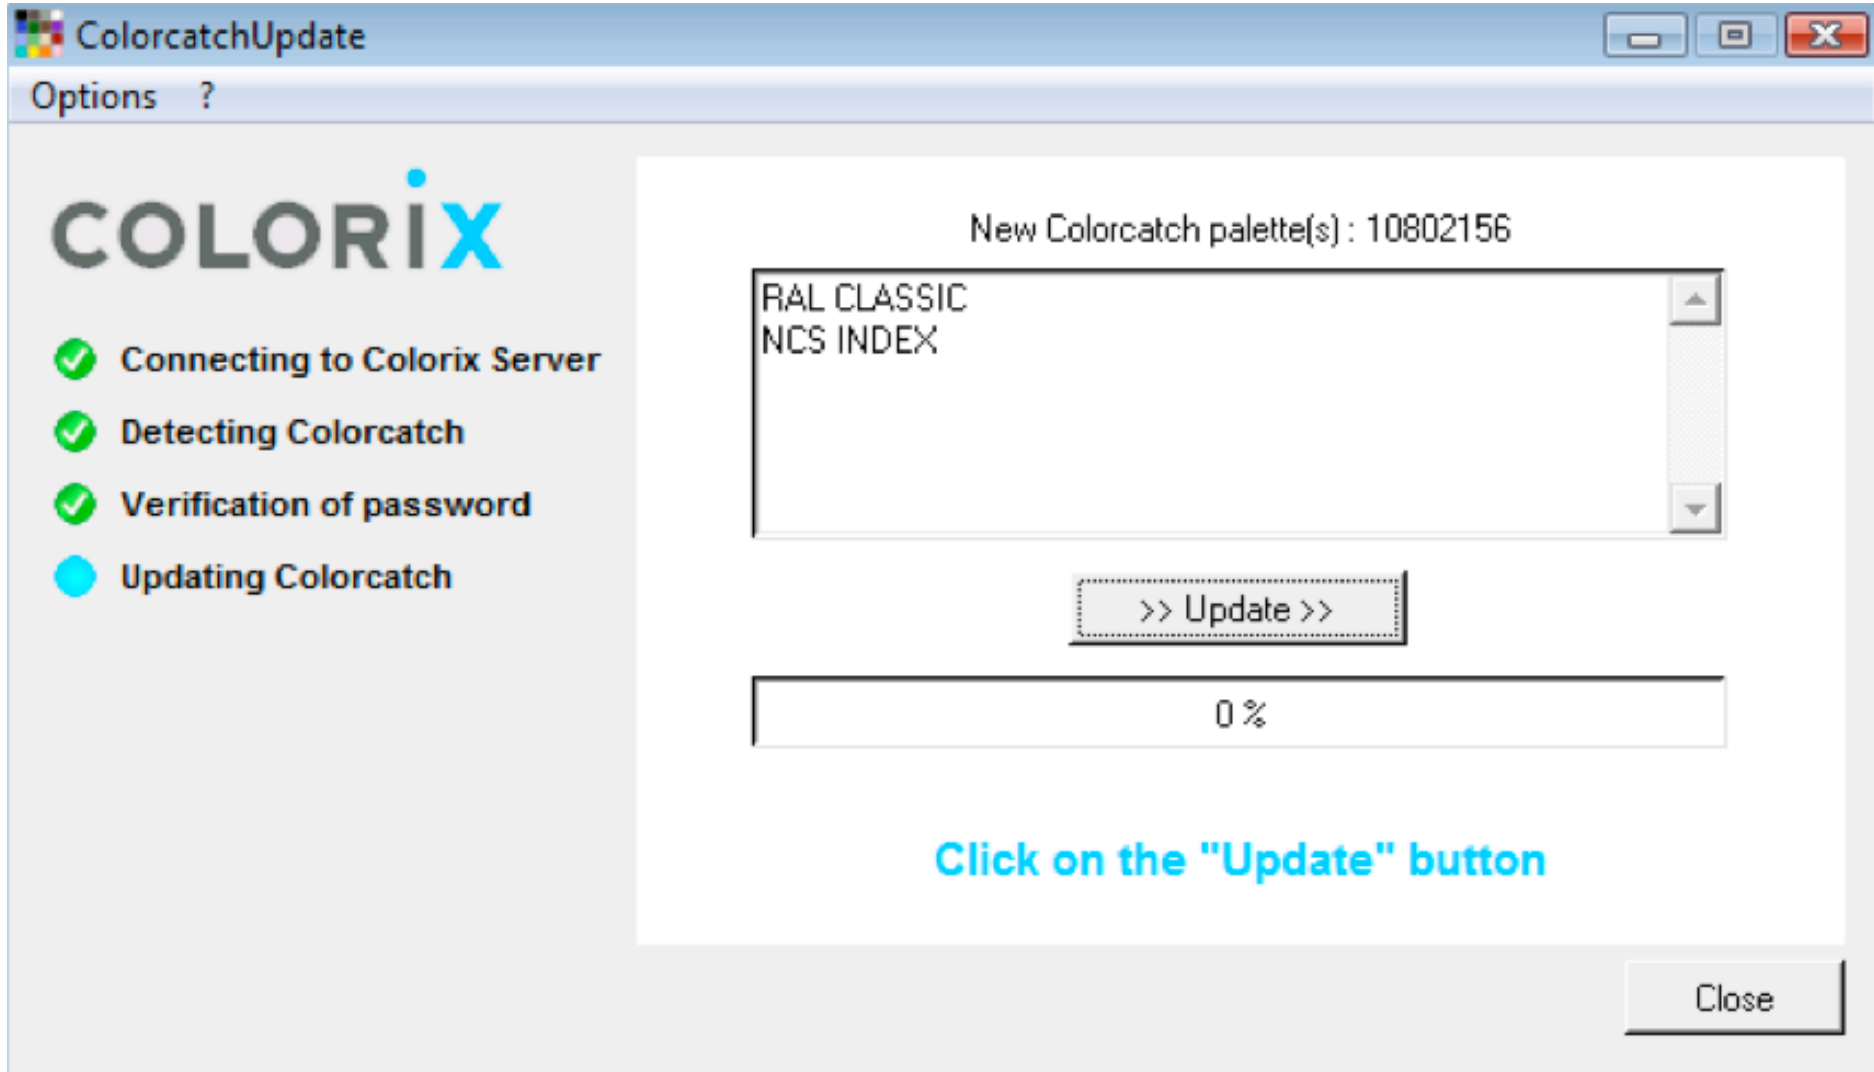 ColorcatchUpdate
Options ?
COLORiX
Connecting to Colorix Server
Detecting Colorcatch
Verification of password
Updating Colorcatch
New Colorcatch palette(s) : 10802156
RAL CLASSIC
NCS INDEX
>> Update >>
0 %
Click on the "Update" button
Close